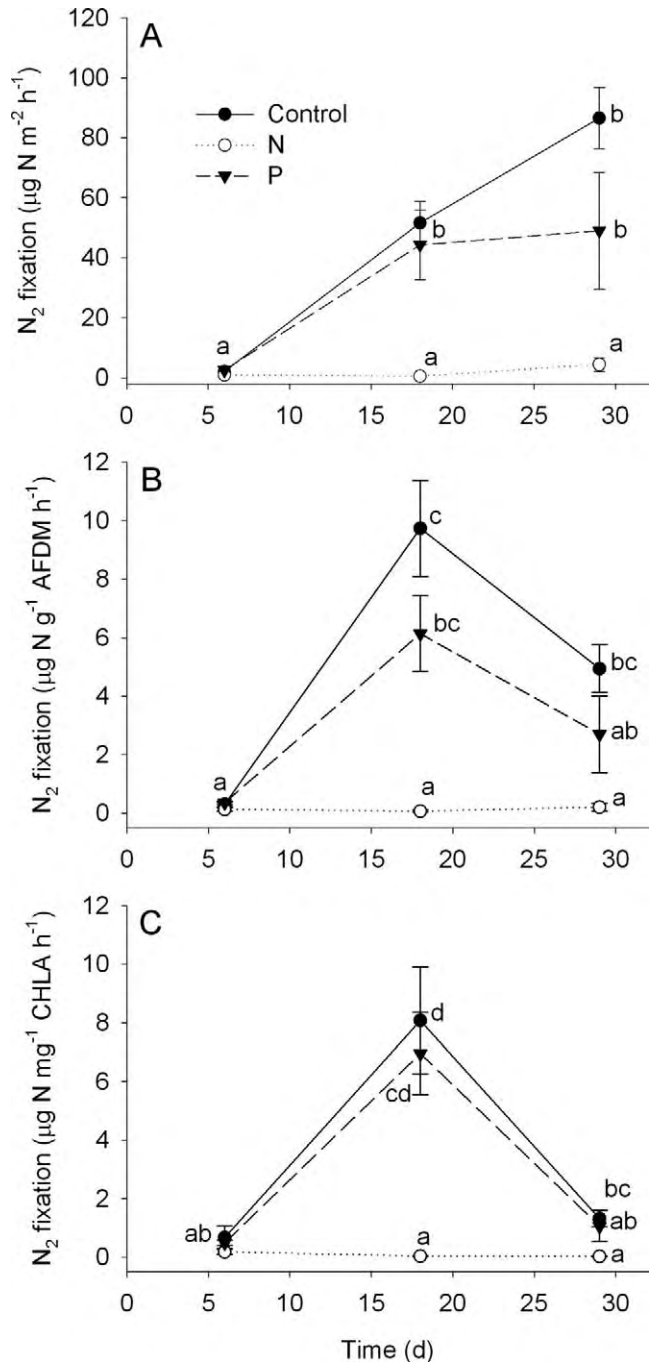 A
120
100
80
60
40
20
0
N₂ fixation (µg N m⁻² h⁻¹)
Control
N
P
a
b
a
b
b
a
0 5 10 15 20 25 30
B
12
10
8
6
4
2
0
N₂ fixation (µg N g⁻¹ AFDM h⁻¹)
a
c
bc
a
bc
ab
a
0 5 10 15 20 25 30
C
12
10
8
6
4
2
0
N₂ fixation (µg N mg⁻¹ CHLA h⁻¹)
ab
d
cd
a
bc
ab
a
0 5 10 15 20 25 30
Time (d)